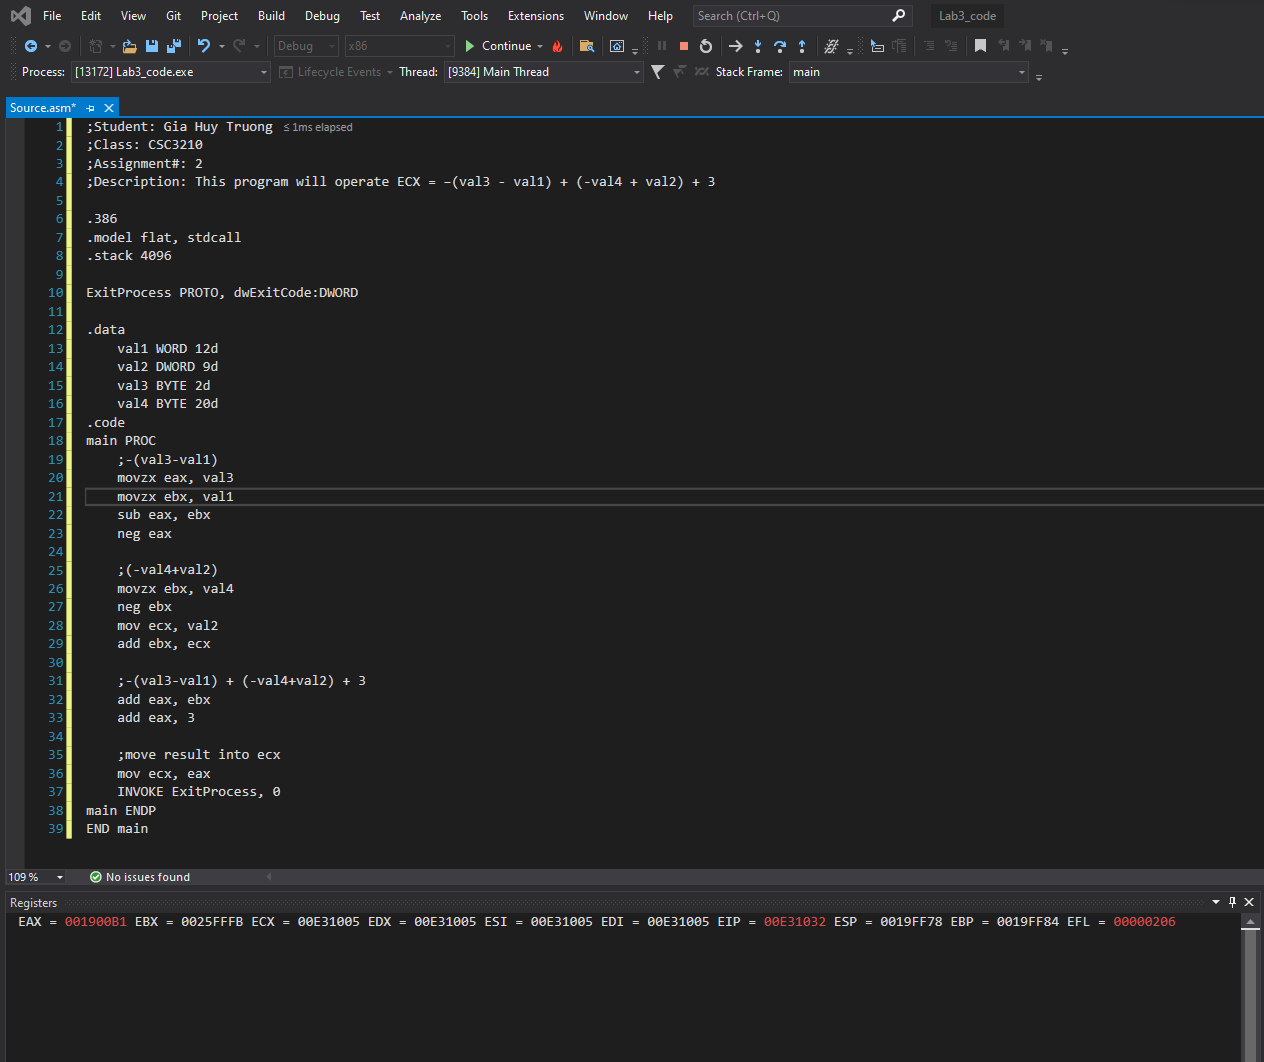 File Edit View Git Project Build Debug Test Analyze Tools Extensions Window Help Search (Ctrl+Q) Lab3_code
Debug x86 Continue
Process: [13172] Lab3_code.exe Lifecycle Events Thread: [9384] Main Thread Stack Frame: main
Source.asm*
1 ;Student: Gia Huy Truong ≤ 1ms elapsed
2 ;Class: CSC3210
3 ;Assignment#: 2
4 ;Description: This program will operate ECX = –(val3 - val1) + (-val4 + val2) + 3
5
6 .386
7 .model flat, stdcall
8 .stack 4096
9
10 ExitProcess PROTO, dwExitCode:DWORD
11
12 .data
13 val1 WORD 12d
14 val2 DWORD 9d
15 val3 BYTE 2d
16 val4 BYTE 20d
17 .code
18 main PROC
19 ;-(val3-val1)
20 movzx eax, val3
21 movzx ebx, val1
22 sub eax, ebx
23 neg eax
24
25 ;(-val4+val2)
26 movzx ebx, val4
27 neg ebx
28 mov ecx, val2
29 add ebx, ecx
30
31 ;-(val3-val1) + (-val4+val2) + 3
32 add eax, ebx
33 add eax, 3
34
35 ;move result into ecx
36 mov ecx, eax
37 INVOKE ExitProcess, 0
38 main ENDP
39 END main
109 % No issues found
Registers
EAX = 001900B1 EBX = 0025FFFB ECX = 00E31005 EDX = 00E31005 ESI = 00E31005 EDI = 00E31005 EIP = 00E31032 ESP = 0019FF78 EBP = 0019FF84 EFL = 00000206